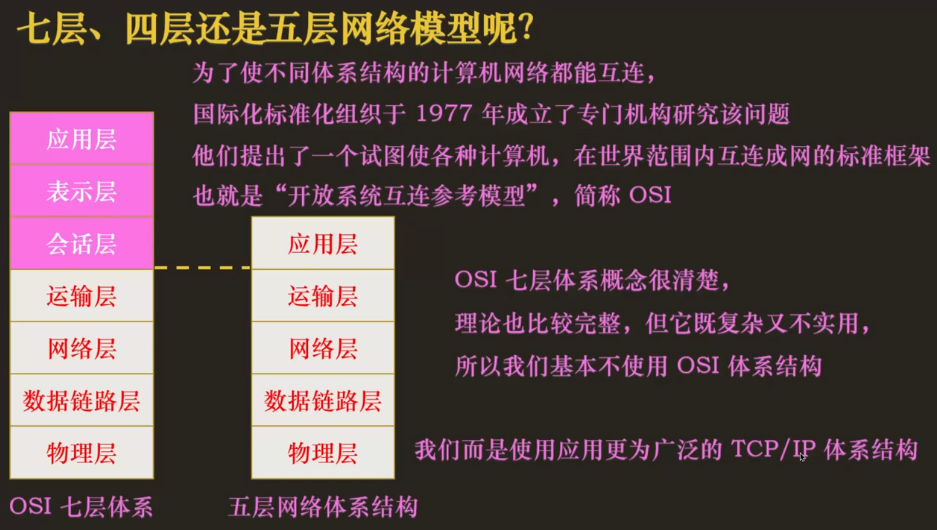 七层、四层还是五层网络模型呢?
为了使不同体系结构的计算机网络都能互连，
国际化标准化组织于 1977 年成立了专门机构研究该问题
他们提出了一个试图使各种计算机，在世界范围内互连成网的标准框架
也就是“开放系统互连参考模型”，简称 OSI
应用层
表示层
会话层
运输层
网络层
数据链路层
物理层
OSI 七层体系
应用层
运输层
网络层
数据链路层
物理层
五层网络体系结构
OSI 七层体系概念很清楚，
理论也比较完整，但它既复杂又不实用，
所以我们基本不使用 OSI 体系结构
我们而是使用应用更为广泛的 TCP/IP 体系结构